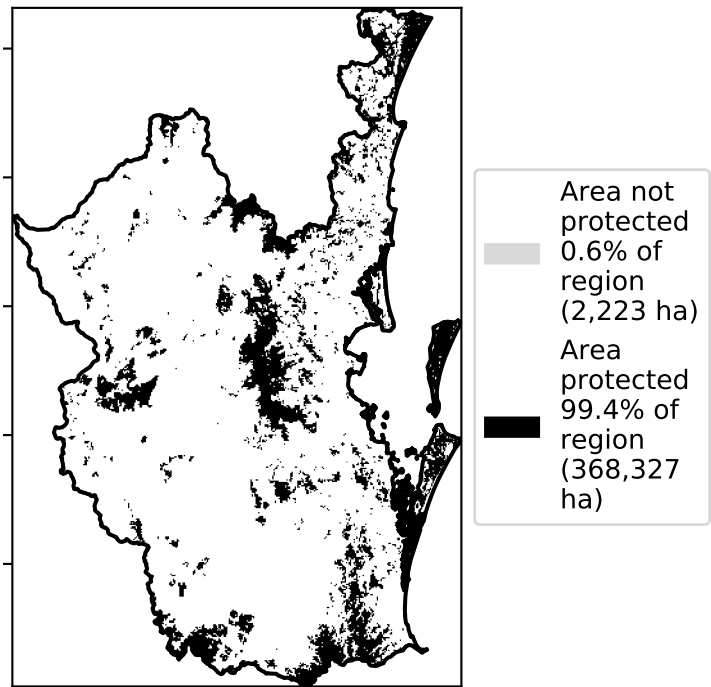 Area not
protected
0.6% of
region
(2,223 ha)
Area
protected
99.4% of
region
(368,327
ha)